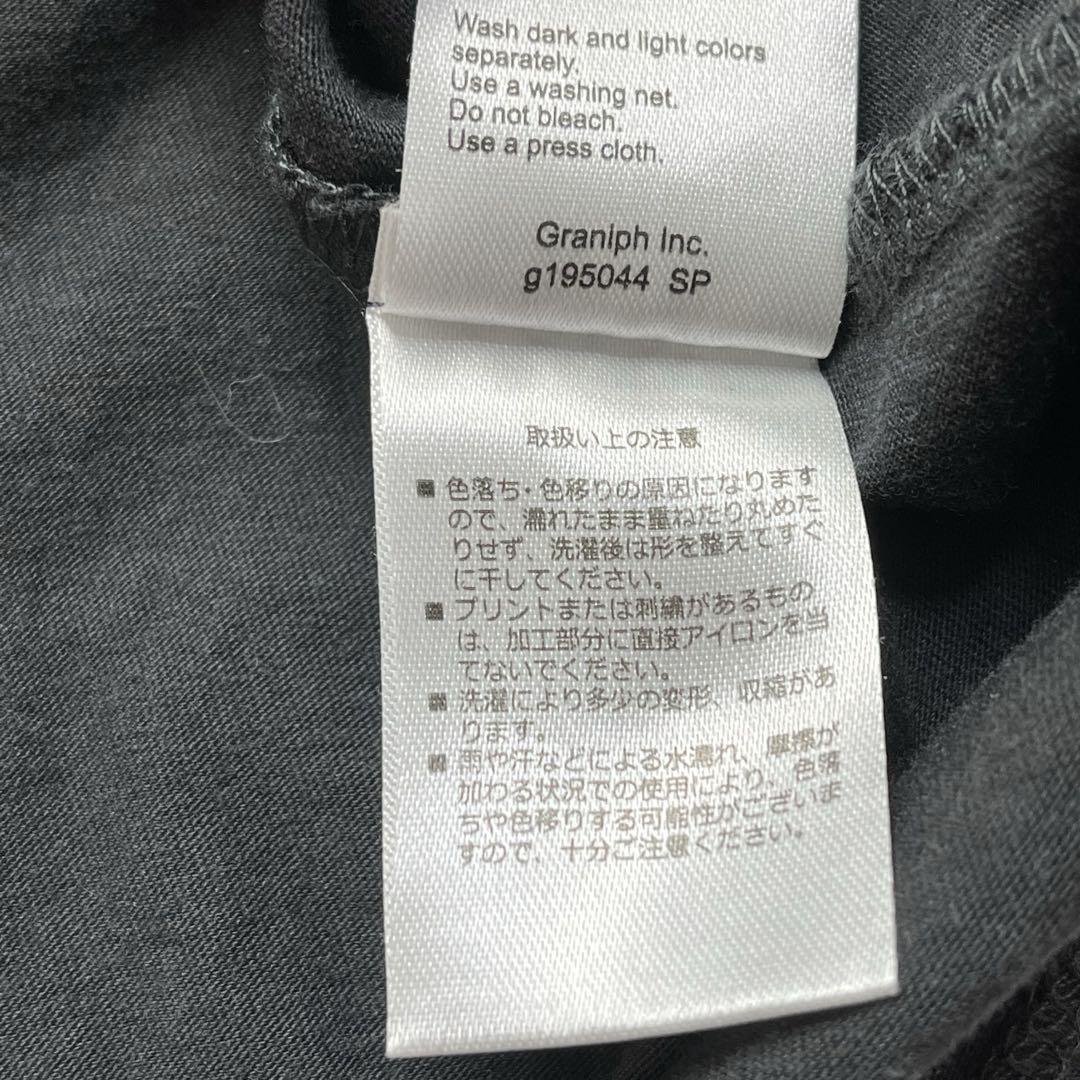 Wash dark and light colors
separately.
Use a washing net.
Do not bleach.
Use a press cloth.
Graniph Inc.
g195044 SP
取扱い上の注意
■ 色落ち・色移りの原因になります
ので、濡れたまま重ねたり丸めた
りせず、洗濯後は形を整えてすぐ
に干してください。
■ プリントまたは刺繍があるもの
は、加工部分に直接アイロンを当
てないでください。
■ 洗濯により多少の変形、収縮があ
ります。
■ 雨や汗などによる水濡れ、摩擦が
加わる状況での使用により、色落
ちや色移りする可能性がございま
すので、十分ご注意ください。